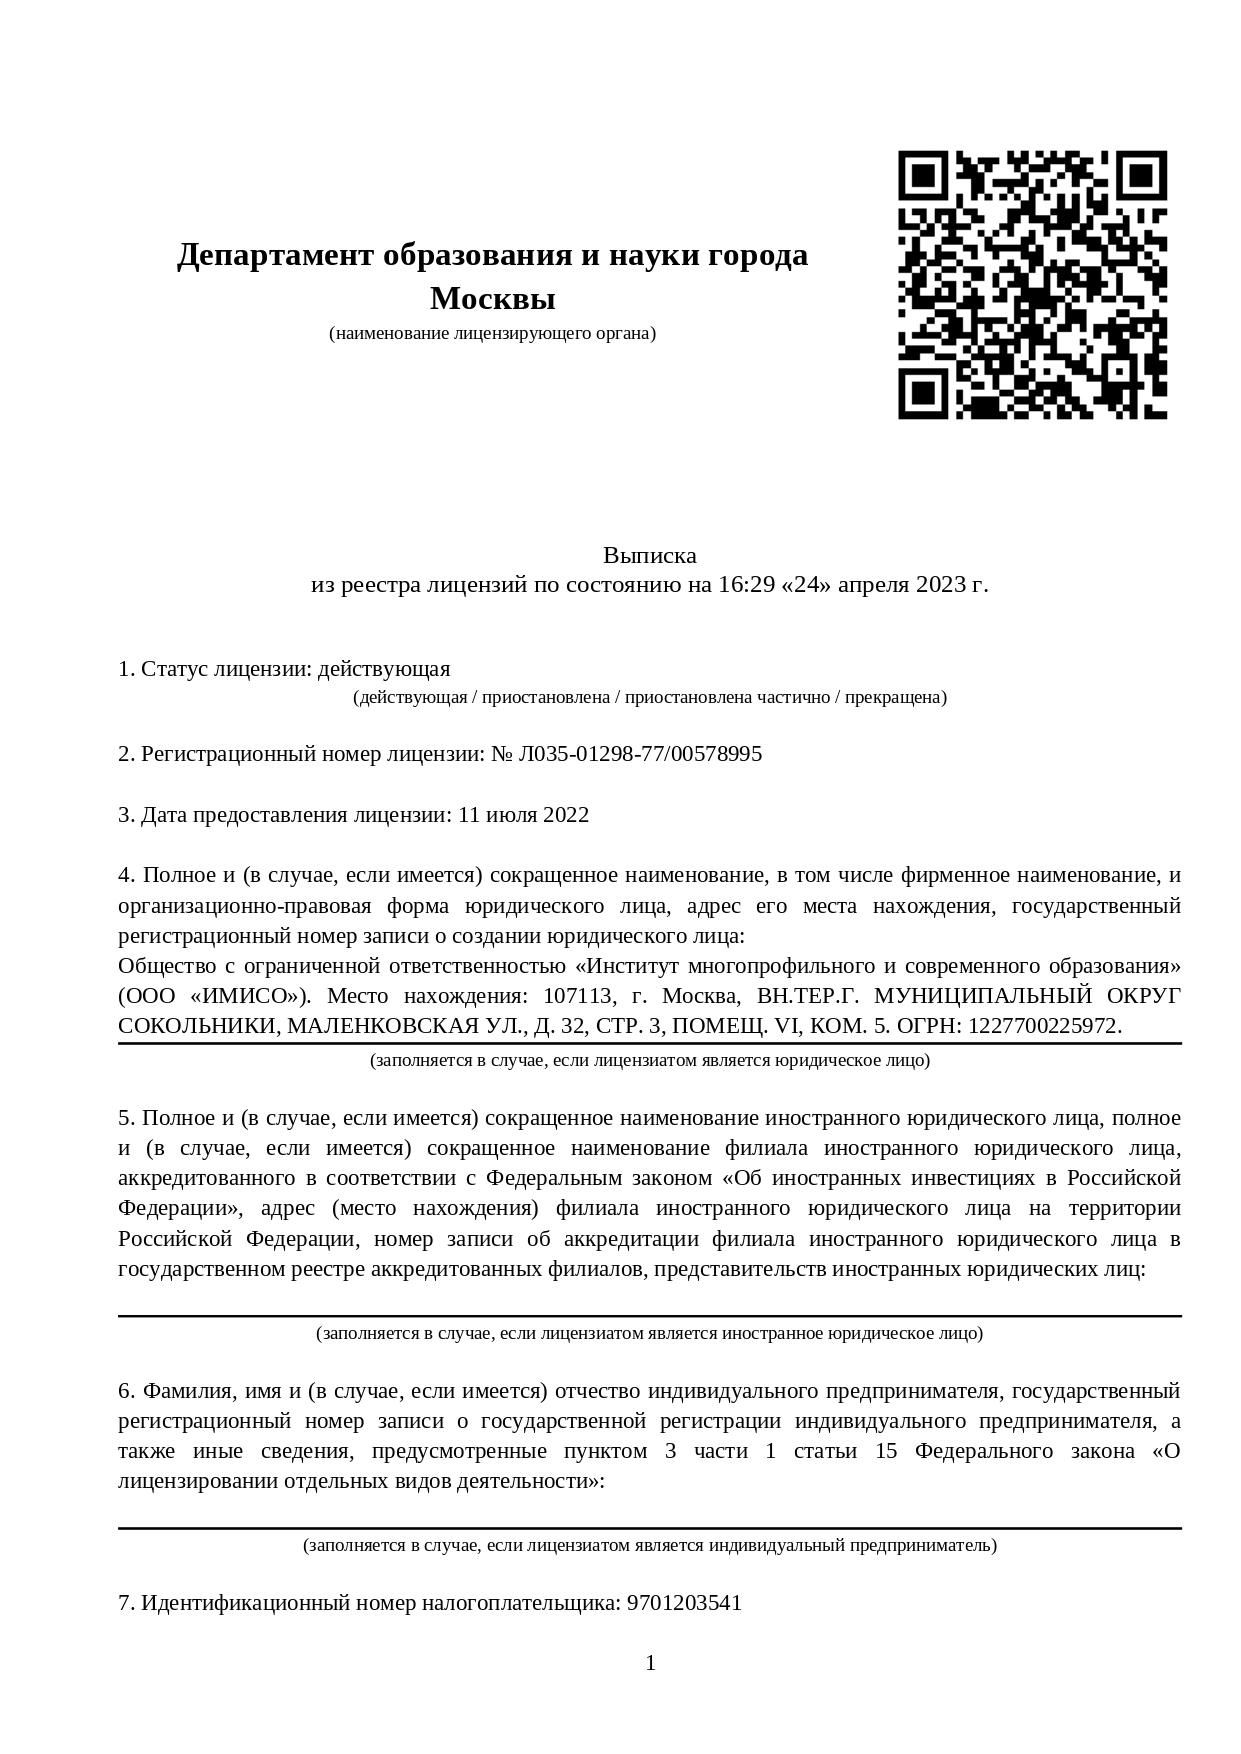 Департамент образования и науки города
Москвы
(наименование лицензирующего органа)
Выписка
из реестра лицензий по состоянию на 16:29 «24» апреля 2023 г.
1. Статус лицензии: действующая
(действующая / приостановлена / приостановлена частично / прекращена)
2. Регистрационный номер лицензии: № Л035-01298-77/00578995
3. Дата предоставления лицензии: 11 июля 2022
4. Полное и (в случае, если имеется) сокращенное наименование, в том числе фирменное наименование, и
организационно-правовая форма юридического лица, адрес его места нахождения, государственный
регистрационный номер записи о создании юридического лица:
Общество с ограниченной ответственностью «Институт многопрофильного и современного образования»
(ООО «ИМИСО»). Место нахождения: 107113, г. Москва, ВН.ТЕР.Г. МУНИЦИПАЛЬНЫЙ ОКРУГ
СОКОЛЬНИКИ, МАЛЕНКОВСКАЯ УЛ., Д. 32, СТР. 3, ПОМЕЩ. VI, КОМ. 5. ОГРН: 1227700225972.
(заполняется в случае, если лицензиатом является юридическое лицо)
5. Полное и (в случае, если имеется) сокращенное наименование иностранного юридического лица, полное
и (в случае, если имеется) сокращенное наименование филиала иностранного юридического лица,
аккредитованного в соответствии с Федеральным законом «Об иностранных инвестициях в Российской
Федерации», адрес (место нахождения) филиала иностранного юридического лица на территории
Российской Федерации, номер записи об аккредитации филиала иностранного юридического лица в
государственном реестре аккредитованных филиалов, представительств иностранных юридических лиц:
(заполняется в случае, если лицензиатом является иностранное юридическое лицо)
6. Фамилия, имя и (в случае, если имеется) отчество индивидуального предпринимателя, государственный
регистрационный номер записи о государственной регистрации индивидуального предпринимателя, а
также иные сведения, предусмотренные пунктом 3 части 1 статьи 15 Федерального закона «О
лицензировании отдельных видов деятельности»:
(заполняется в случае, если лицензиатом является индивидуальный предприниматель)
7. Идентификационный номер налогоплательщика: 9701203541
1